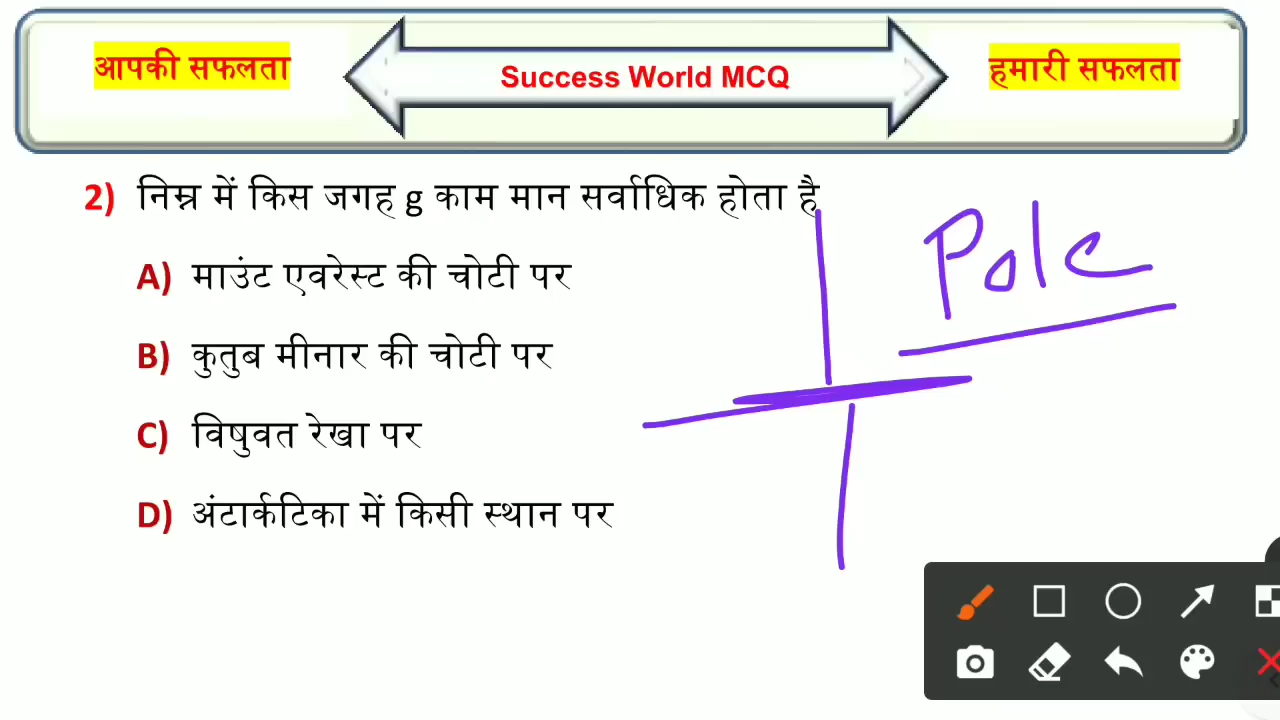 आपकी सफलता
Success World MCQ
हमारी सफलता
2) निम्न में किस जगह g काम मान सर्वाधिक होता है
Pole
A) माउंट एवरेस्ट की चोटी पर
B) कुतुब मीनार की चोटी पर
C) विषुवत रेखा पर
D) अंटार्कटिका में किसी स्थान पर